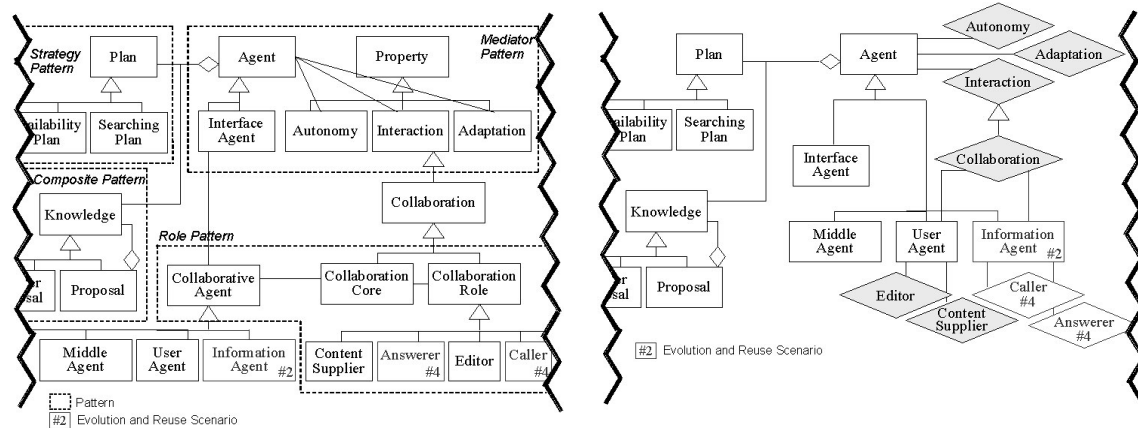 Strategy
Pattern
Plan
Agent
Property
Mediator
Pattern
ailability
Plan
Searching
Plan
Interface
Agent
Autonomy
Interaction
Adaptation
Composite Pattern
Knowledge
Collaboration
Role Pattern
Proposal
Collaborative
Agent
Collaboration
Core
Collaboration
Role
Middle
Agent
User
Agent
Information
Agent
#2
Content
Supplier
Answerer
#4
Editor
Caller
#4
Pattern
#2 Evolution and Reuse Scenario
Plan
Agent
Autonomy
Adaptation
Interaction
ailability
Plan
Searching
Plan
Interface
Agent
Collaboration
Knowledge
Middle
Agent
User
Agent
Information
Agent
#2
Proposal
Editor
Content
Supplier
Caller
#4
Answerer
#4
#2 Evolution and Reuse Scenario